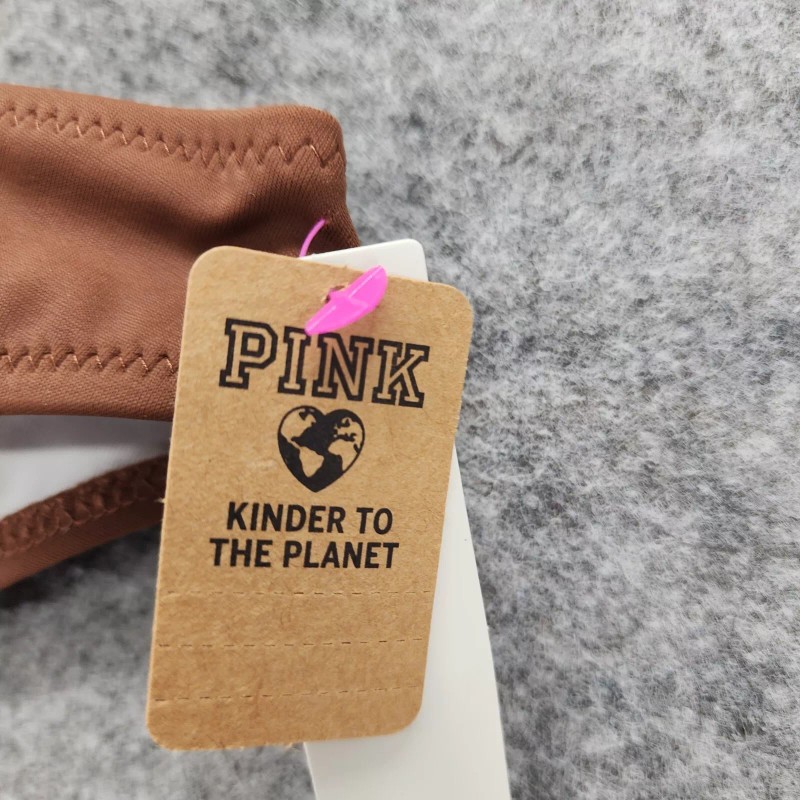 PINK
KINDER TO
THE PLANET